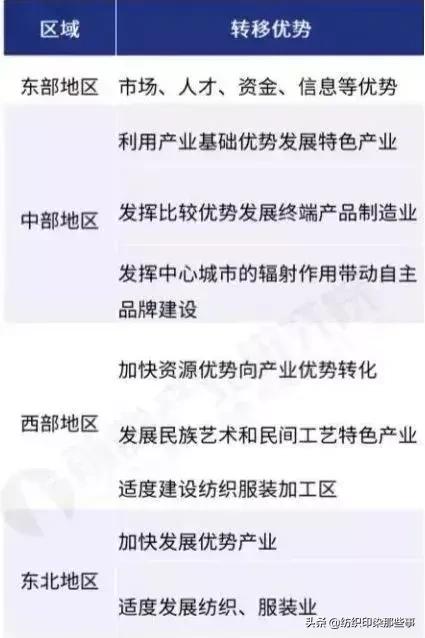 区域 转移优势
东部地区 市场、人才、资金、信息等优势
利用产业基础优势发展特色产业
中部地区 发挥比较优势发展终端产品制造业
发挥中心城市的辐射作用带动自主
品牌建设
加快资源优势向产业优势转化
西部地区 发展民族艺术和民间工艺特色产业
适度建设纺织服装加工区
加快发展优势产业
东北地区
适度发展纺织、服装业
头条 @纺织印染那些事